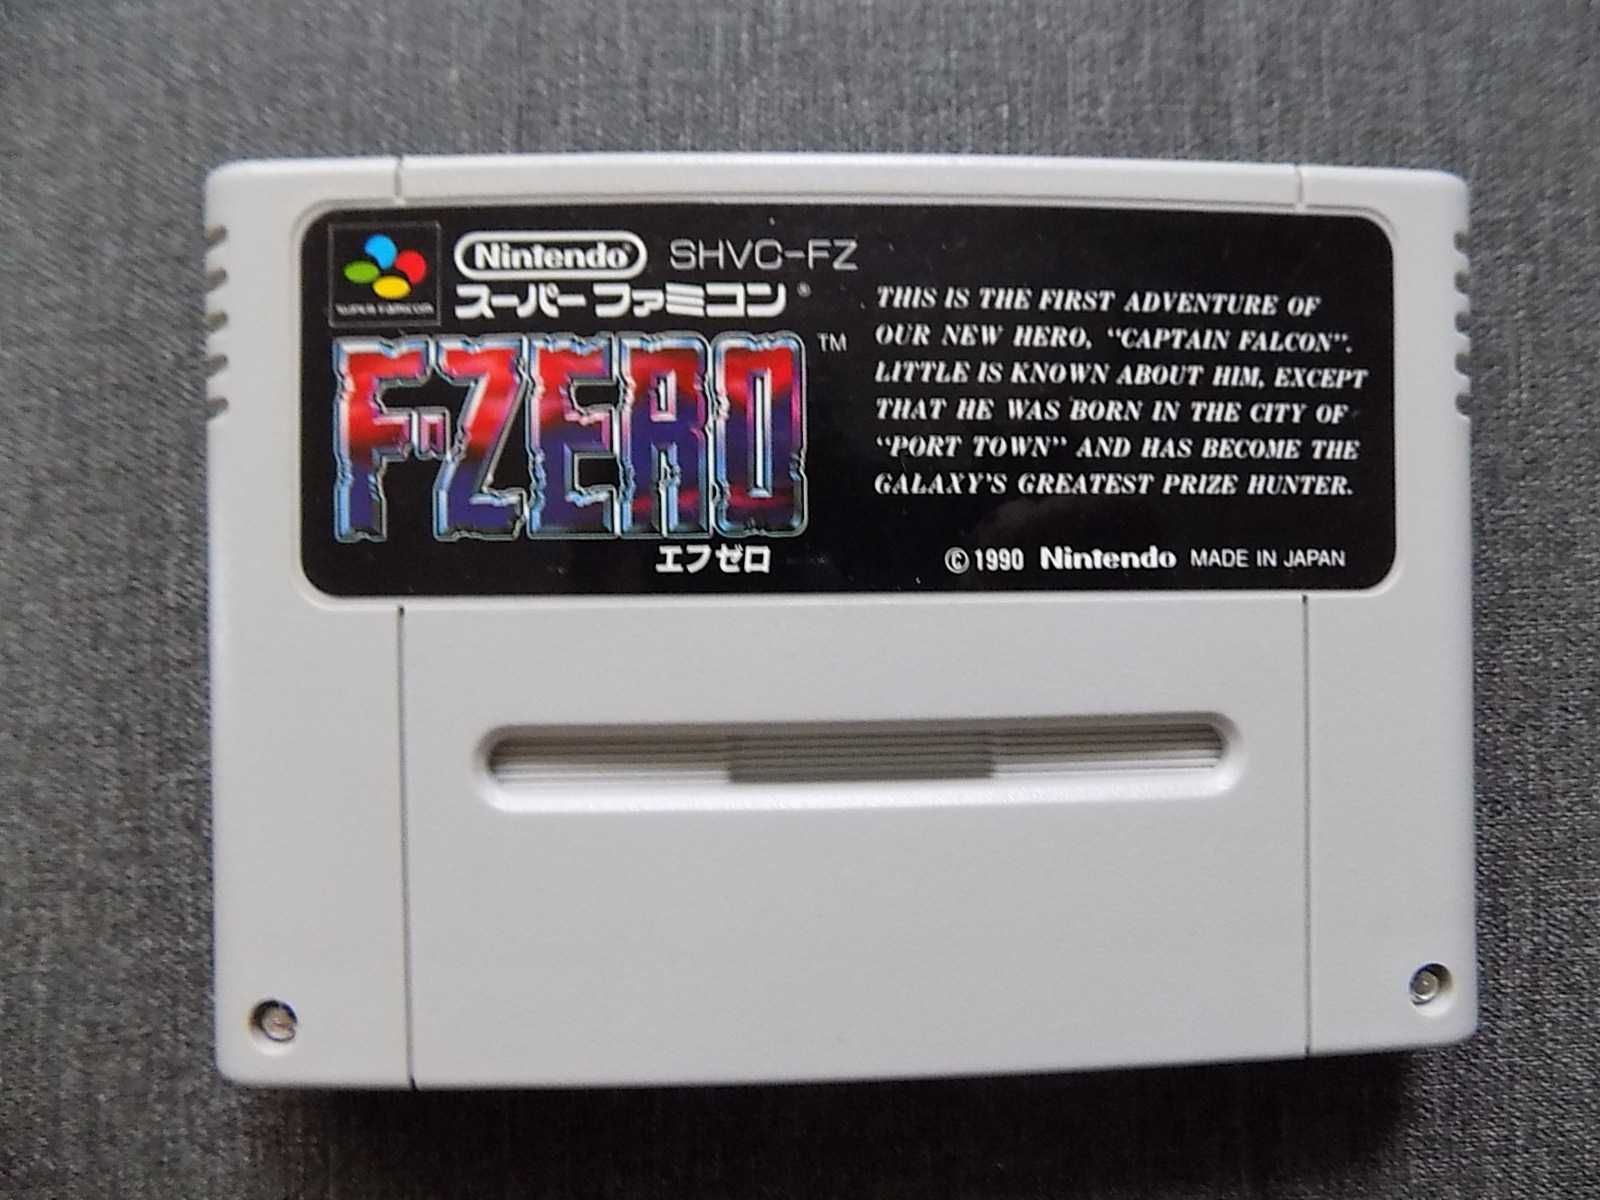 Nintendo® SHVC-FZ
スーパーファミコン®
SUPER FAMICOM
F-ZERO™
エフゼロ
THIS IS THE FIRST ADVENTURE OF
OUR NEW HERO, "CAPTAIN FALCON".
LITTLE IS KNOWN ABOUT HIM, EXCEPT
THAT HE WAS BORN IN THE CITY OF
"PORT TOWN" AND HAS BECOME THE
GALAXY'S GREATEST PRIZE HUNTER.
© 1990 Nintendo MADE IN JAPAN